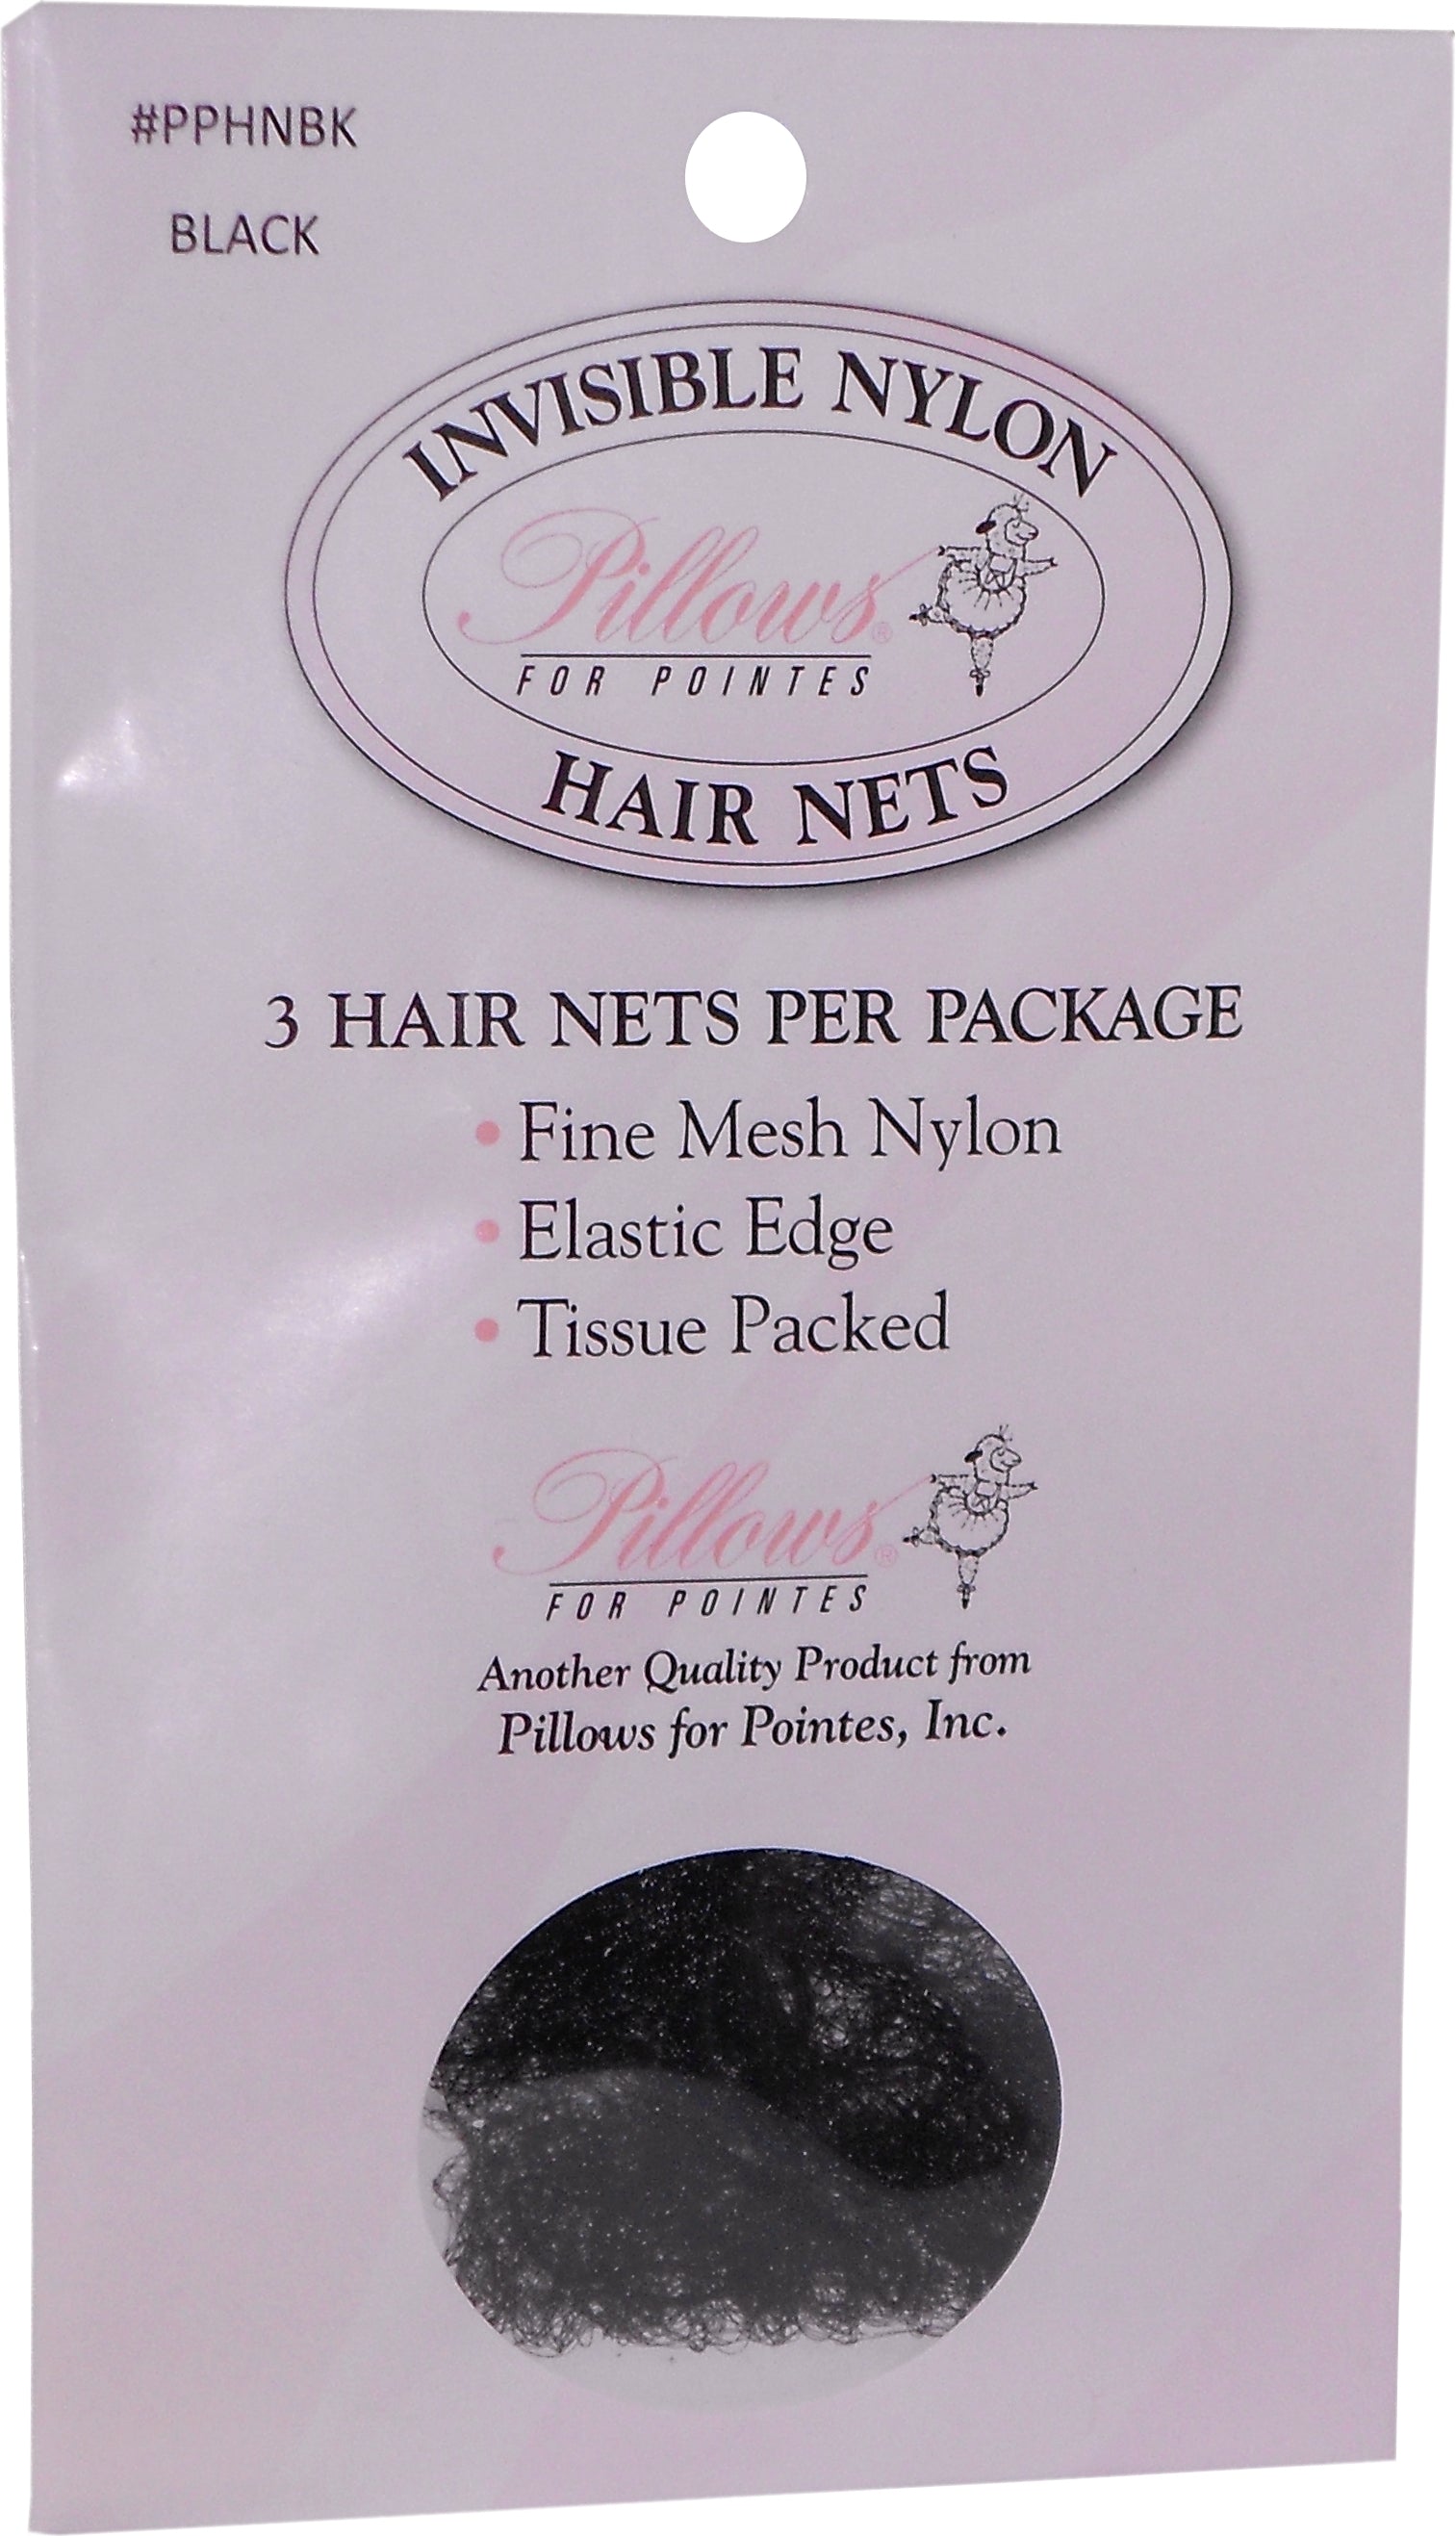 #PPHNBK
BLACK
INVISIBLE NYLON
Pillows®
FOR POINTES
HAIR NETS
3 HAIR NETS PER PACKAGE
• Fine Mesh Nylon
• Elastic Edge
• Tissue Packed
Pillows®
FOR POINTES
Another Quality Product from
Pillows for Pointes, Inc.